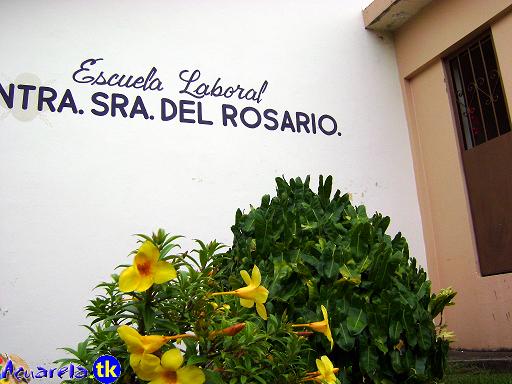 Escuela Laboral
NTRA. SRA. DEL ROSARIO.
Acuarela.tk